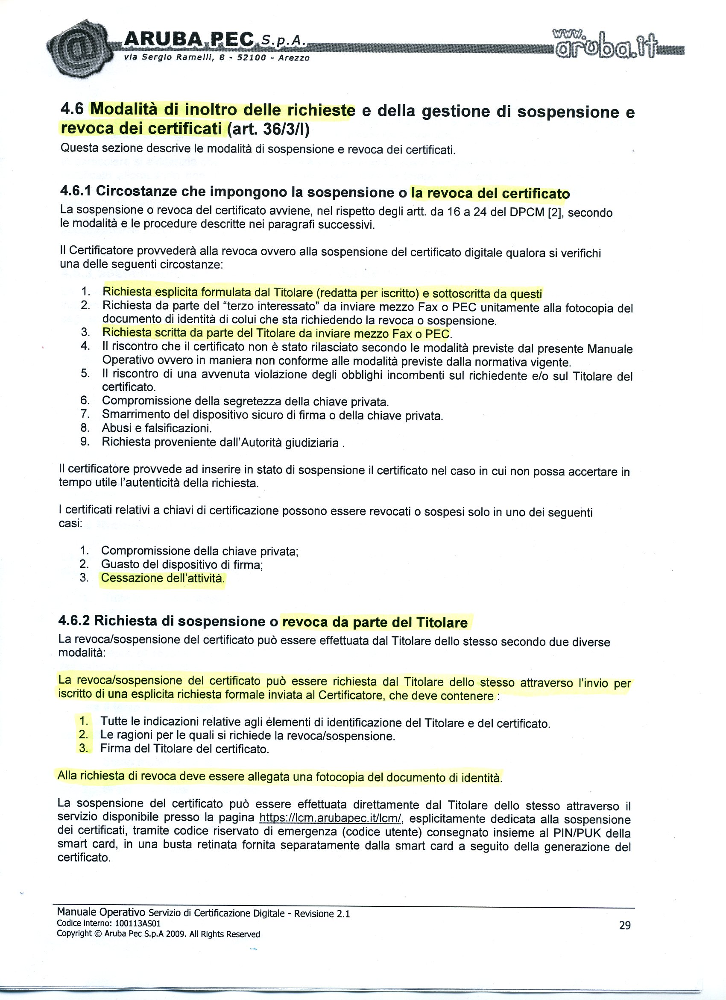 ARUBA PEC S.p.A.
via Sergio Ramelli, 8 - 52100 - Arezzo
www.
aruba.it
4.6 Modalità di inoltro delle richieste e della gestione di sospensione e
revoca dei certificati (art. 36/3/l)
Questa sezione descrive le modalità di sospensione e revoca dei certificati.
4.6.1 Circostanze che impongono la sospensione o la revoca del certificato
La sospensione o revoca del certificato avviene, nel rispetto degli artt. da 16 a 24 del DPCM [2], secondo
le modalità e le procedure descritte nei paragrafi successivi.
Il Certificatore provvederà alla revoca ovvero alla sospensione del certificato digitale qualora si verifichi
una delle seguenti circostanze:
1. Richiesta esplicita formulata dal Titolare (redatta per iscritto) e sottoscritta da questi
2. Richiesta da parte del “terzo interessato” da inviare mezzo Fax o PEC unitamente alla fotocopia del
documento di identità di colui che sta richiedendo la revoca o sospensione.
3. Richiesta scritta da parte del Titolare da inviare mezzo Fax o PEC.
4. Il riscontro che il certificato non è stato rilasciato secondo le modalità previste dal presente Manuale
Operativo ovvero in maniera non conforme alle modalità previste dalla normativa vigente.
5. Il riscontro di una avvenuta violazione degli obblighi incombenti sul richiedente e/o sul Titolare del
certificato.
6. Compromissione della segretezza della chiave privata.
7. Smarrimento del dispositivo sicuro di firma o della chiave privata.
8. Abusi e falsificazioni.
9. Richiesta proveniente dall’Autorità giudiziaria .
Il certificatore provvede ad inserire in stato di sospensione il certificato nel caso in cui non possa accertare in
tempo utile l’autenticità della richiesta.
I certificati relativi a chiavi di certificazione possono essere revocati o sospesi solo in uno dei seguenti
casi:
1. Compromissione della chiave privata;
2. Guasto del dispositivo di firma;
3. Cessazione dell’attività.
4.6.2 Richiesta di sospensione o revoca da parte del Titolare
La revoca/sospensione del certificato può essere effettuata dal Titolare dello stesso secondo due diverse
modalità:
La revoca/sospensione del certificato può essere richiesta dal Titolare dello stesso attraverso l’invio per
iscritto di una esplicita richiesta formale inviata al Certificatore, che deve contenere :
1. Tutte le indicazioni relative agli elementi di identificazione del Titolare e del certificato.
2. Le ragioni per le quali si richiede la revoca/sospensione.
3. Firma del Titolare del certificato.
Alla richiesta di revoca deve essere allegata una fotocopia del documento di identità.
La sospensione del certificato può essere effettuata direttamente dal Titolare dello stesso attraverso il
servizio disponibile presso la pagina https://lcm.arubapec.it/lcm/, esplicitamente dedicata alla sospensione
dei certificati, tramite codice riservato di emergenza (codice utente) consegnato insieme al PIN/PUK della
smart card, in una busta retinata fornita separatamente dalla smart card a seguito della generazione del
certificato.
Manuale Operativo Servizio di Certificazione Digitale - Revisione 2.1
Codice interno: 100113AS01
Copyright © Aruba Pec S.p.A 2009. All Rights Reserved
29